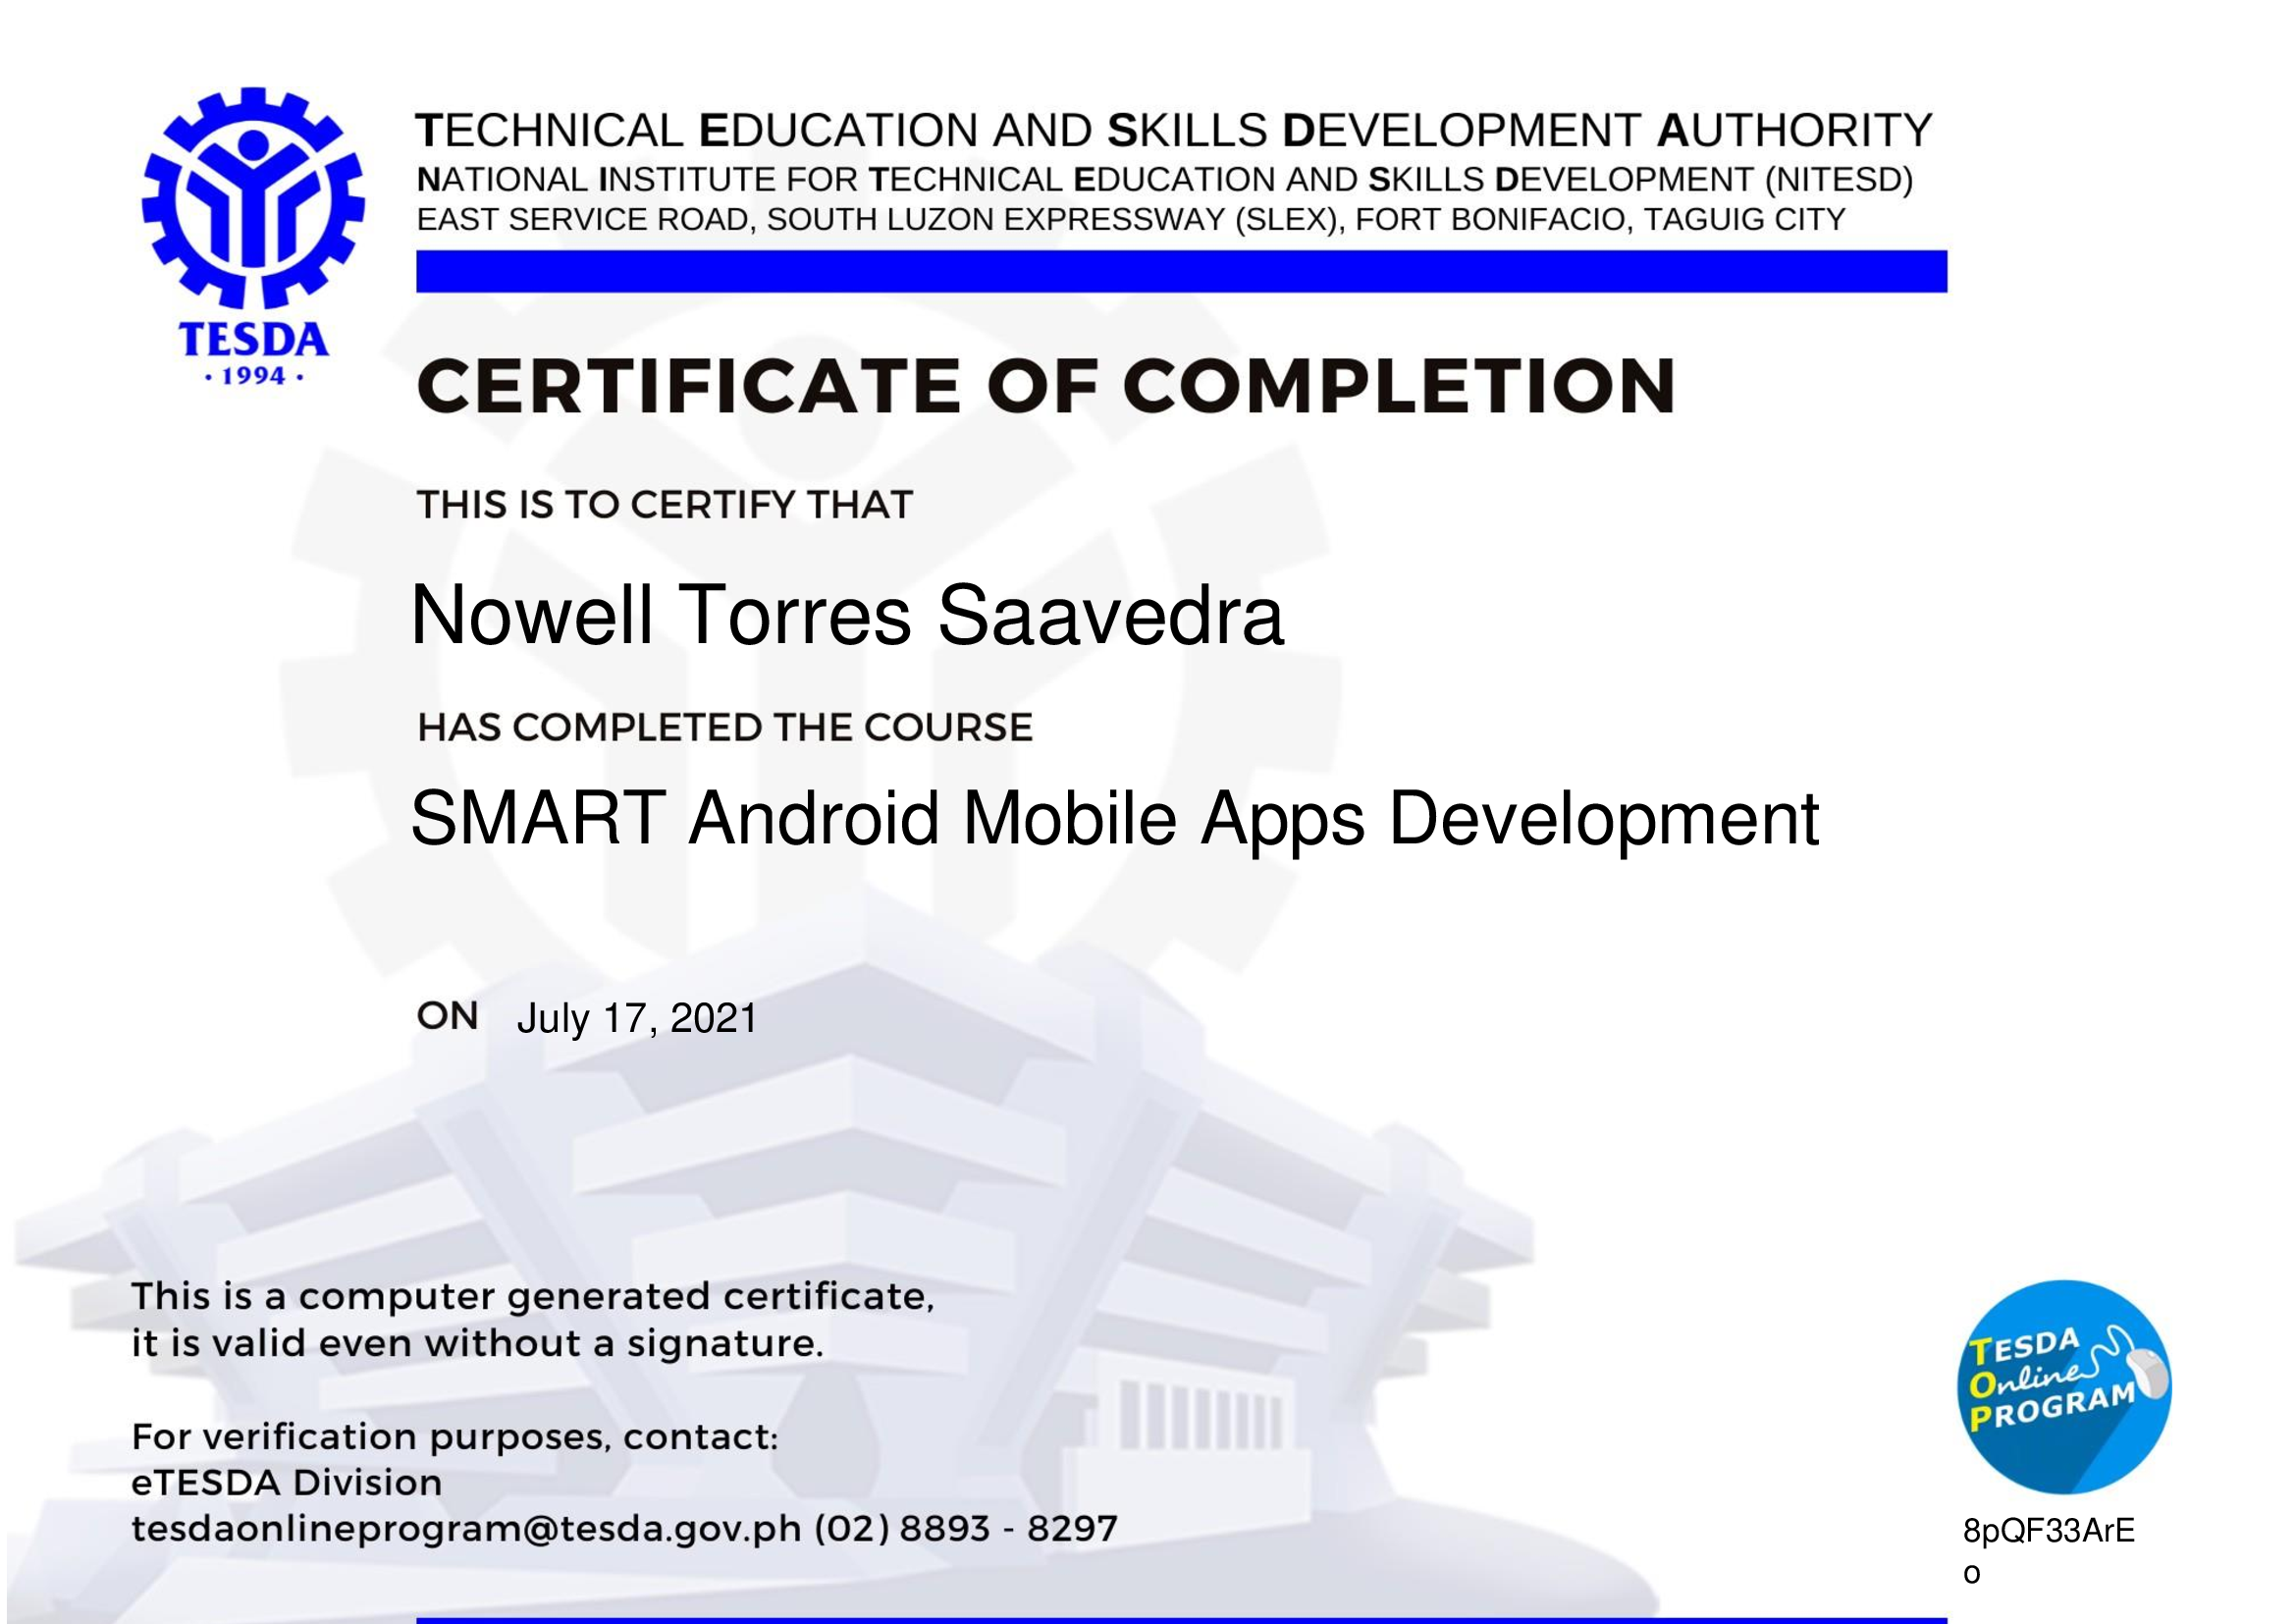 TECHNICAL EDUCATION AND SKILLS DEVELOPMENT AUTHORITY
NATIONAL INSTITUTE FOR TECHNICAL EDUCATION AND SKILLS DEVELOPMENT (NITESD)
EAST SERVICE ROAD, SOUTH LUZON EXPRESSWAY (SLEX), FORT BONIFACIO, TAGUIG CITY
TESDA
· 1994 ·
CERTIFICATE OF COMPLETION
THIS IS TO CERTIFY THAT
Nowell Torres Saavedra
HAS COMPLETED THE COURSE
SMART Android Mobile Apps Development
ON July 17, 2021
This is a computer generated certificate,
it is valid even without a signature.
For verification purposes, contact:
eTESDA Division
tesdaonlineprogram@tesda.gov.ph (02) 8893 - 8297
TESDA
Online
PROGRAM
8pQF33ArE
o